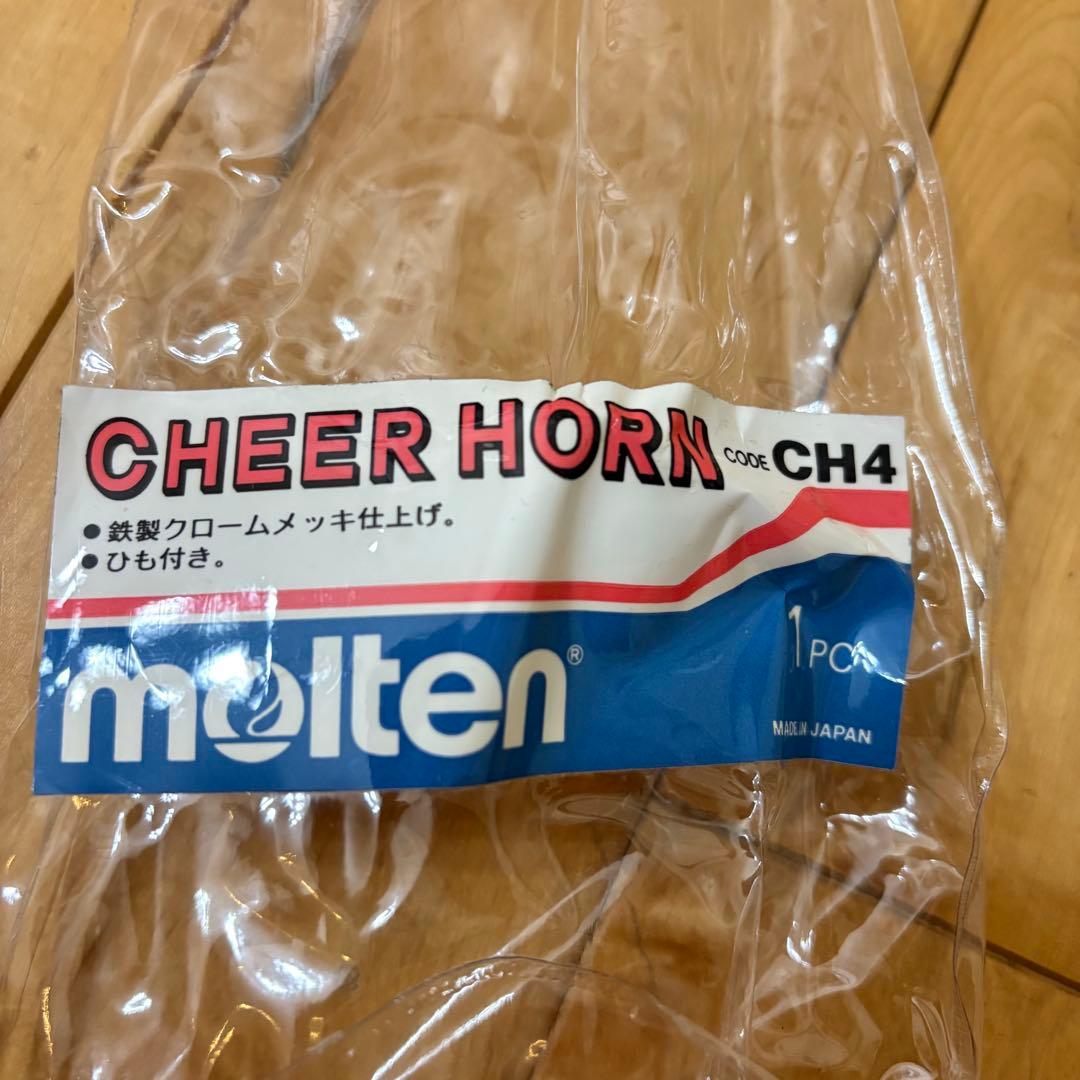 CHEER HORN CODE CH4
● 鉄製クロームメッキ仕上げ。
● ひも付き。
molten®
1 PC
MADE IN JAPAN